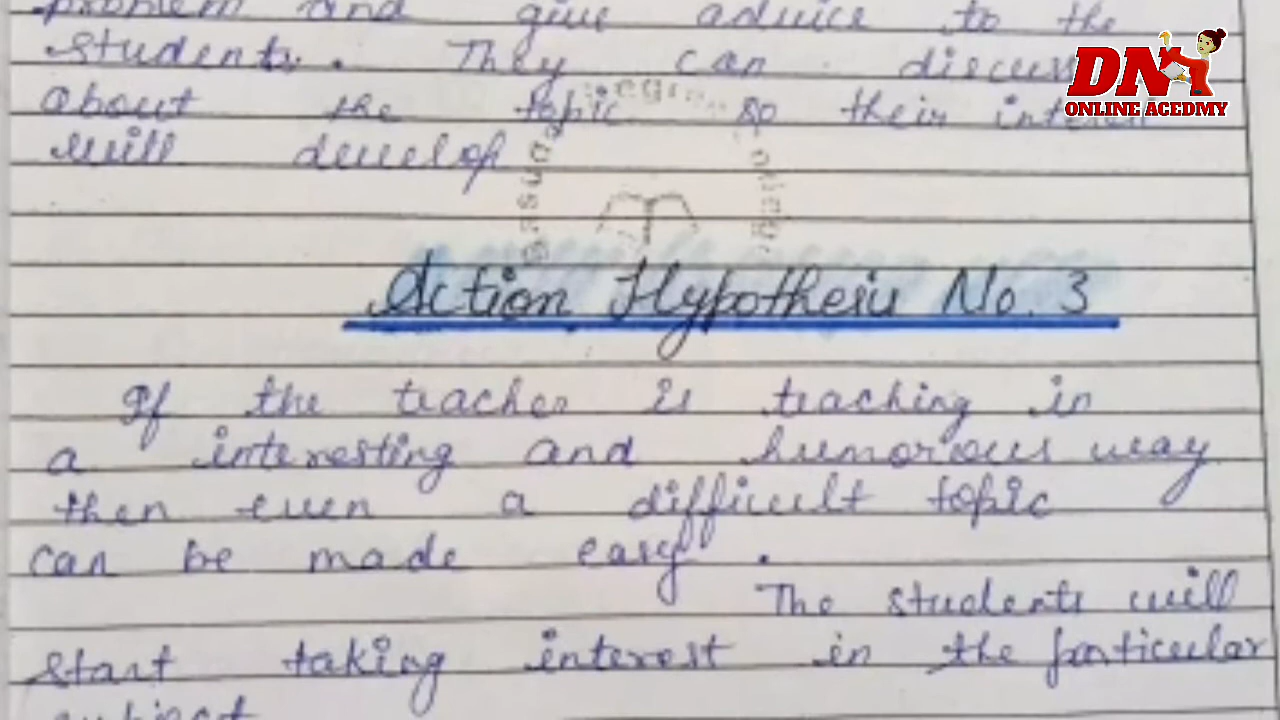 problem and give advice to the
students. They can discuss
about the topic so their interest
will develop
DN
ONLINE ACEDMY
Action Hypothesis No. 3
If the teacher is teaching in
a interesting and humorous way
then even a difficult topic
can be made easy.
The students will
start taking interest in the particular
subject